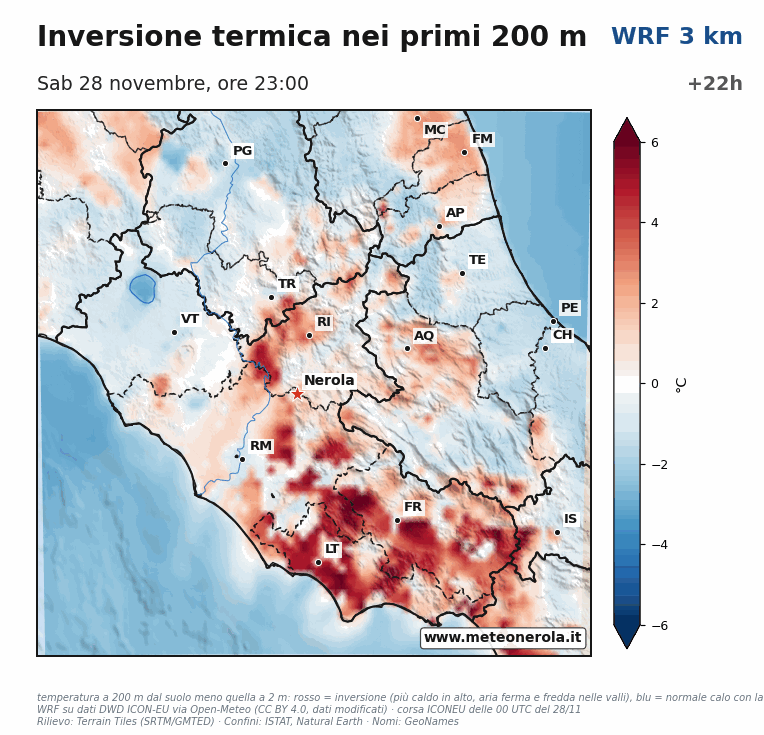 Inversione termica nei primi 200 m
WRF 3 km
Sab 28 novembre, ore 23:00
+22h
MC
FM
PG
AP
TE
TR
PE
VT
RI
CH
AQ
Nerola
RM
FR
IS
LT
www.meteonerola.it
6
4
2
0
−2
−4
−6
°C
temperatura a 200 m dal suolo meno quella a 2 m: rosso = inversione (più caldo in alto, aria ferma e fredda nelle valli), blu = normale calo con la
WRF su dati DWD ICON-EU via Open-Meteo (CC BY 4.0, dati modificati) · corsa ICONEU delle 00 UTC del 28/11
Rilievo: Terrain Tiles (SRTM/GMTED) · Confini: ISTAT, Natural Earth · Nomi: GeoNames